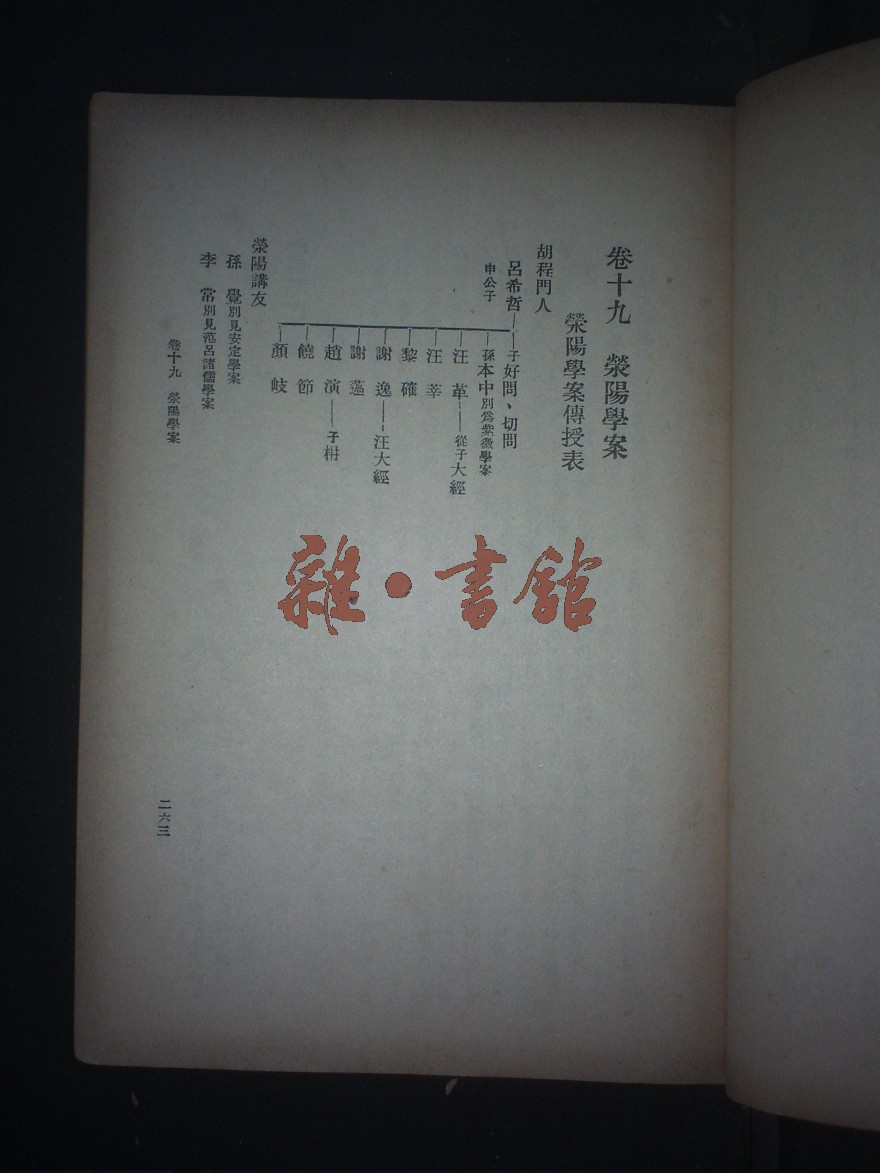 卷十九　滎陽學案
滎陽學案傳授表
胡程門人
呂希哲——子好問、切問
申公子
孫本中別爲紫微學案
汪革——從子大經
汪莘
黎確
謝逸——汪大經
謝薖
趙演——子柟
饒節
顏岐
滎陽講友
孫　覺別見安定學案
李　常別見范呂諸儒學案
卷十九　滎陽學案
二六三
雜·書館